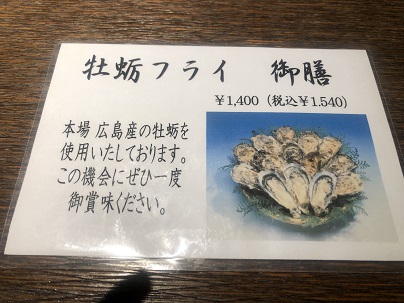 牡蛎フライ 御膳
￥1,400（税込￥1.540）
本場 広島産の牡蛎を
使用いたしております。
この機会にぜひ一度
御賞味ください。